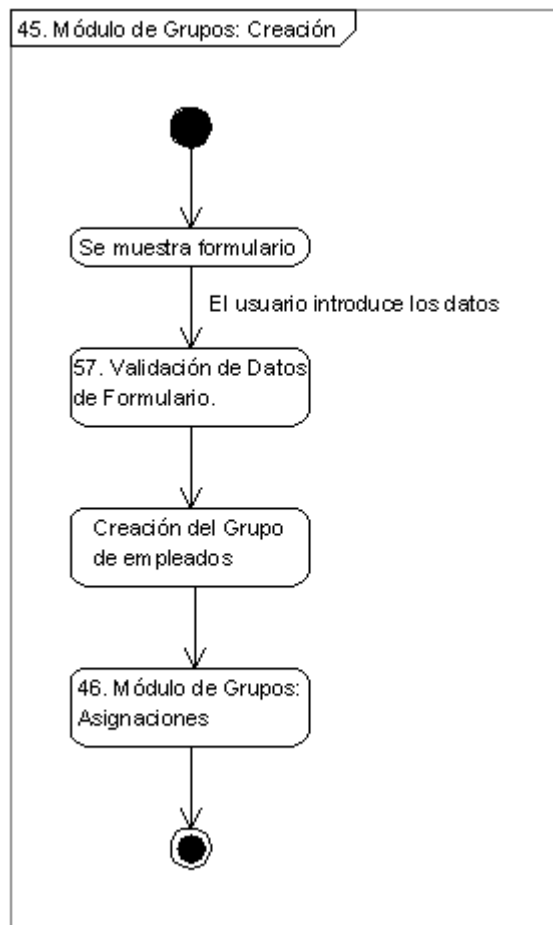 45. Módulo de Grupos: Creación
Se muestra formulario
El usuario introduce los datos
57. Validación de Datos
de Formulario.
Creación del Grupo
de empleados
46. Módulo de Grupos:
Asignaciones